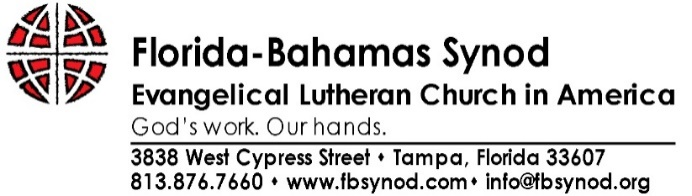 Florida-Bahamas Synod
Evangelical Lutheran Church in America
God's work. Our hands.
3838 West Cypress Street • Tampa, Florida 33607
813.876.7660 • www.fbsynod.com• info@fbsynod.org